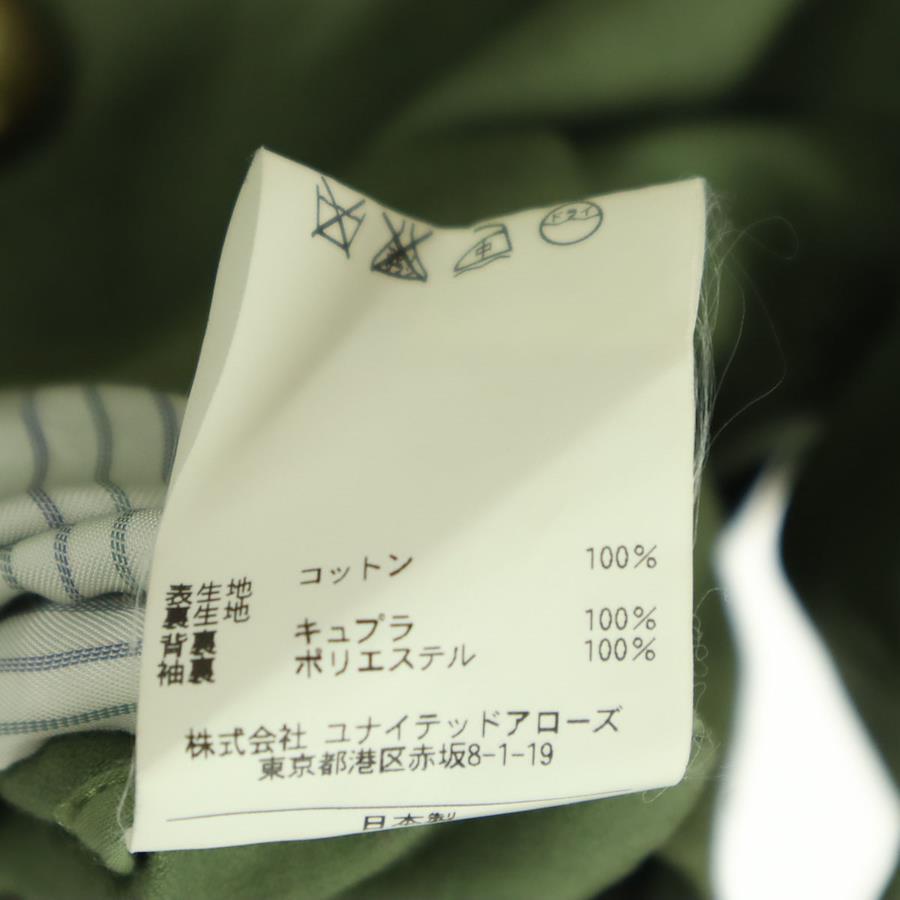 ドライ
中
表生地 コットン 100%
裏生地
背裏 キュプラ 100%
袖裏 ポリエステル 100%
株式会社 ユナイテッドアローズ
東京都港区赤坂8-1-19
日本製